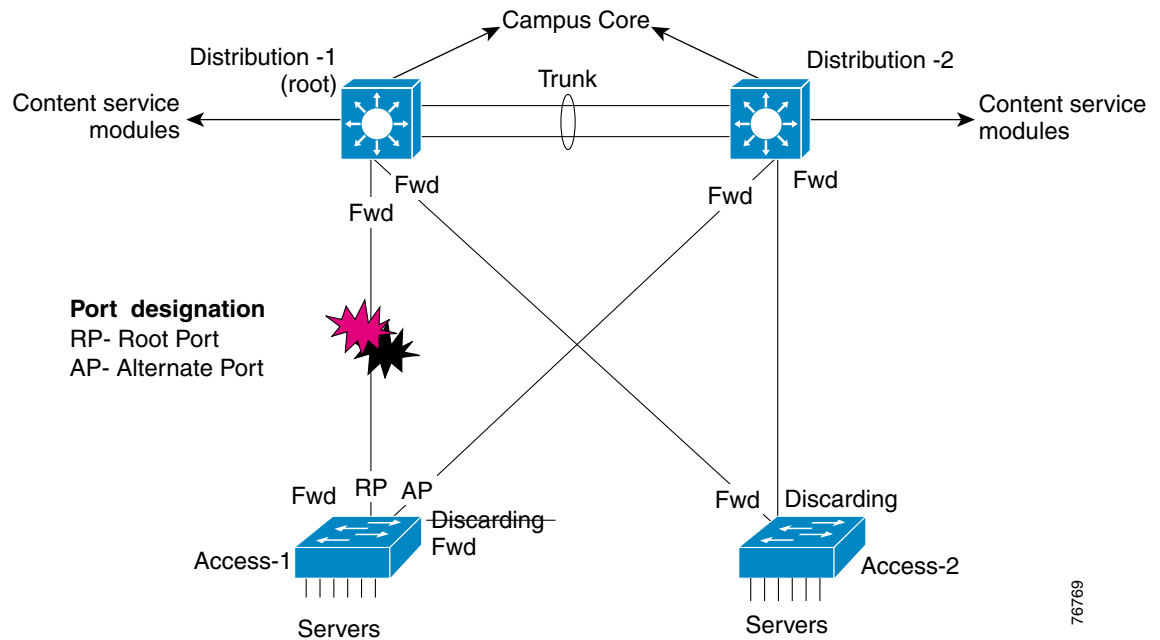 Campus Core
Distribution -1
(root)
Distribution -2
Trunk
Content service
modules
Content service
modules
Fwd
Fwd
Fwd
Fwd
Port designation
RP- Root Port
AP- Alternate Port
Fwd
RP
AP
Discarding
Fwd
Fwd
Discarding
Access-1
Access-2
Servers
Servers
76769